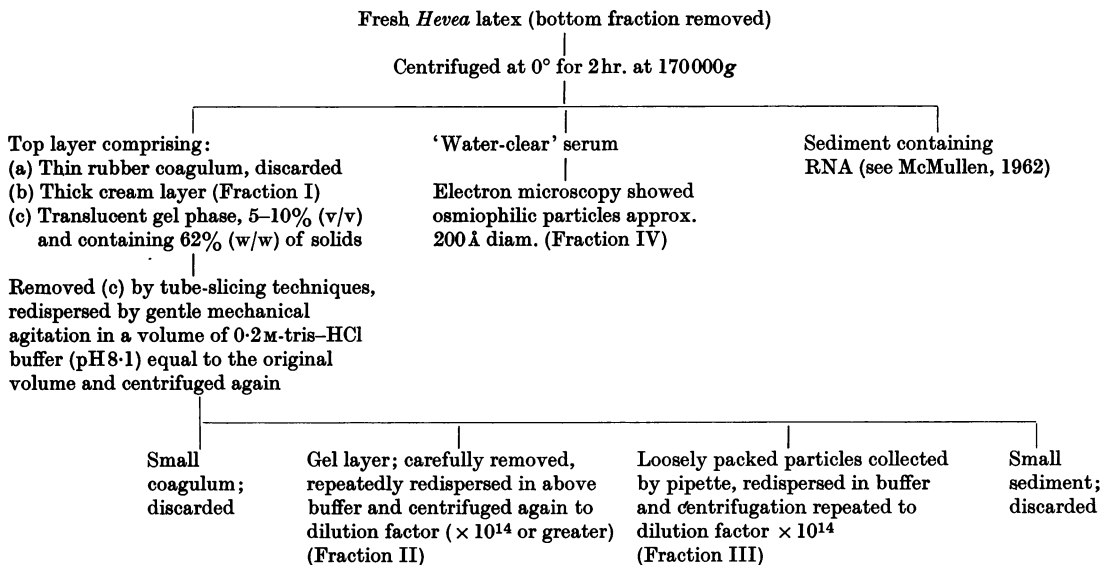 Fresh Hevea latex (bottom fraction removed)
Centrifuged at 0° for 2 hr. at 170 000g
Top layer comprising:
(a) Thin rubber coagulum, discarded
(b) Thick cream layer (Fraction I)
(c) Translucent gel phase, 5–10% (v/v)
and containing 62% (w/w) of solids
'Water-clear' serum
Electron microscopy showed
osmiophilic particles approx.
200 Å diam. (Fraction IV)
Sediment containing
RNA (see McMullen, 1962)
Removed (c) by tube-slicing techniques,
redispersed by gentle mechanical
agitation in a volume of 0·2 M-tris–HCl
buffer (pH 8·1) equal to the original
volume and centrifuged again
Small
coagulum;
discarded
Gel layer; carefully removed,
repeatedly redispersed in above
buffer and centrifuged again to
dilution factor (× 10¹⁴ or greater)
(Fraction II)
Loosely packed particles collected
by pipette, redispersed in buffer
and centrifugation repeated to
dilution factor × 10¹⁴
(Fraction III)
Small
sediment;
discarded